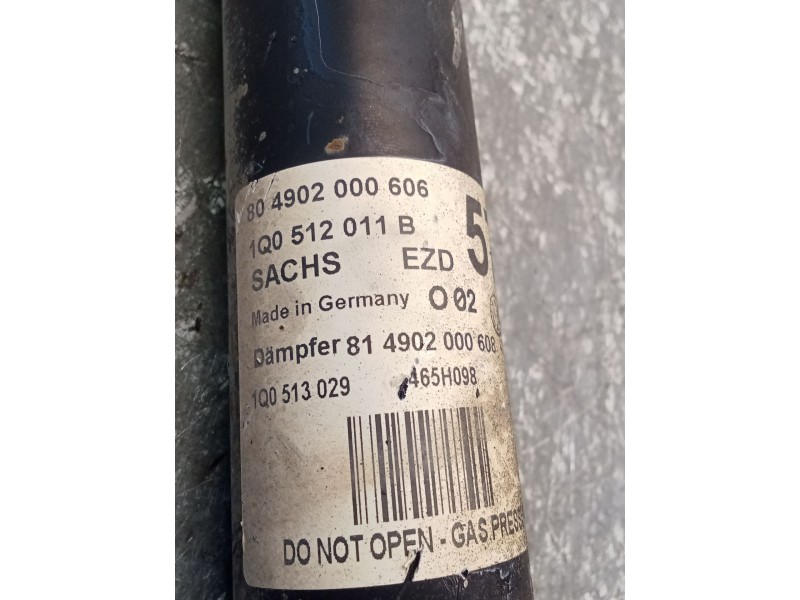 80 4902 000 606
1Q0 512 011 B
SACHS EZD
Made in Germany O 02
Dämpfer 81 4902 000 608
1Q0 513 029 465H098
DO NOT OPEN - GAS PRESS